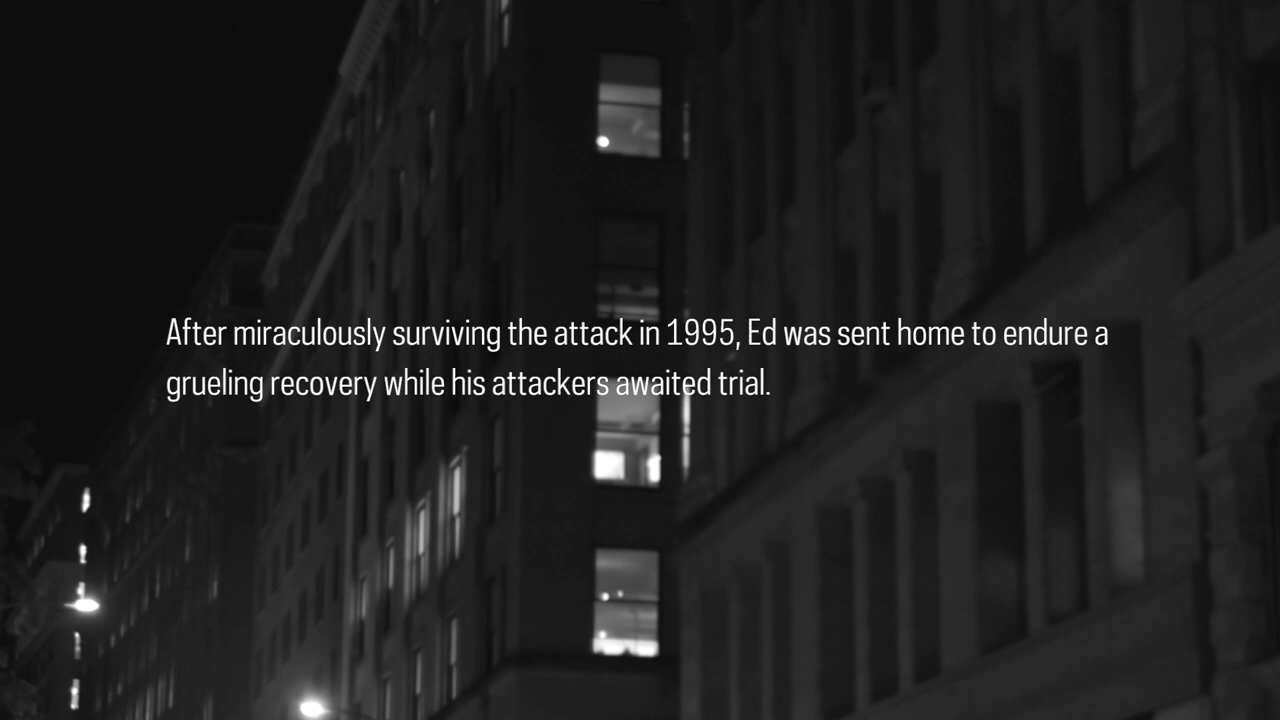 After miraculously surviving the attack in 1995, Ed was sent home to endure a
grueling recovery while his attackers awaited trial.